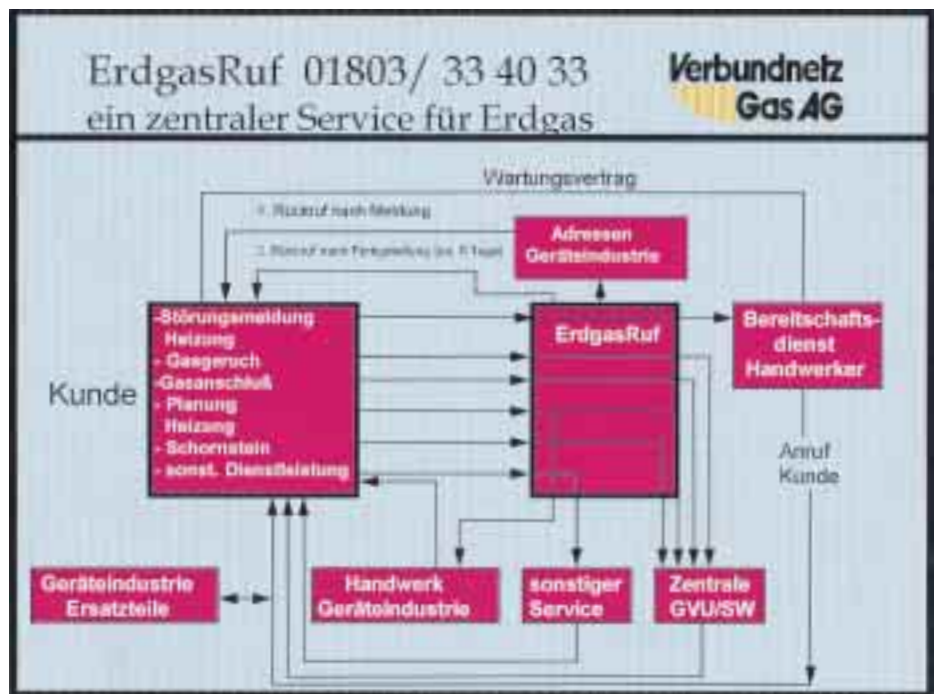 ErdgasRuf 01803/ 33 40 33
ein zentraler Service für Erdgas
Verbundnetz
Gas AG
Wartungsvertrag
Rückruf nach Meldung
Adressen
Geräteindustrie
-Störungsmeldung
Heizung
- Gasgeruch
-Gasanschluß
- Planung
Heizung
- Schornstein
- sonst. Dienstleistung
Kunde
ErdgasRuf
Bereitschafts-
dienst
Handwerker
Anruf
Kunde
Geräteindustrie
Ersatzteile
Handwerk
Geräteindustrie
sonstiger
Service
Zentrale
GVU/SW